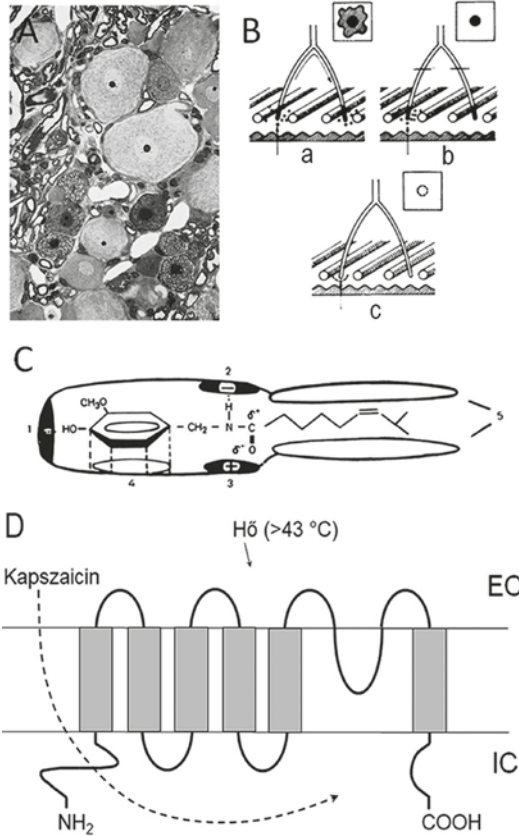 A
B
a
b
c
C
1
2
3
4
5
CH₃O
HO
CH₂
H
N
C
O
δ⁺
δ⁻
D
Hő (>43 °C)
Kapszaicin
EC
IC
NH₂
COOH